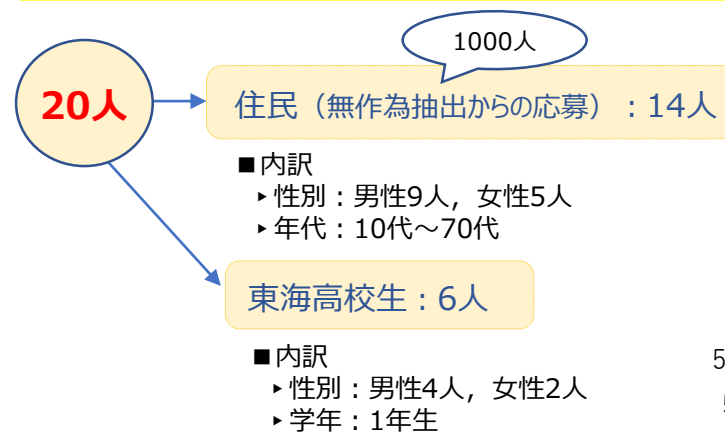 1000人
20人
住民（無作為抽出からの応募）：14人
■内訳
▸性別：男性9人，女性5人
▸年代：10代～70代
東海高校生：6人
■内訳
▸性別：男性4人，女性2人
▸学年：1年生
5